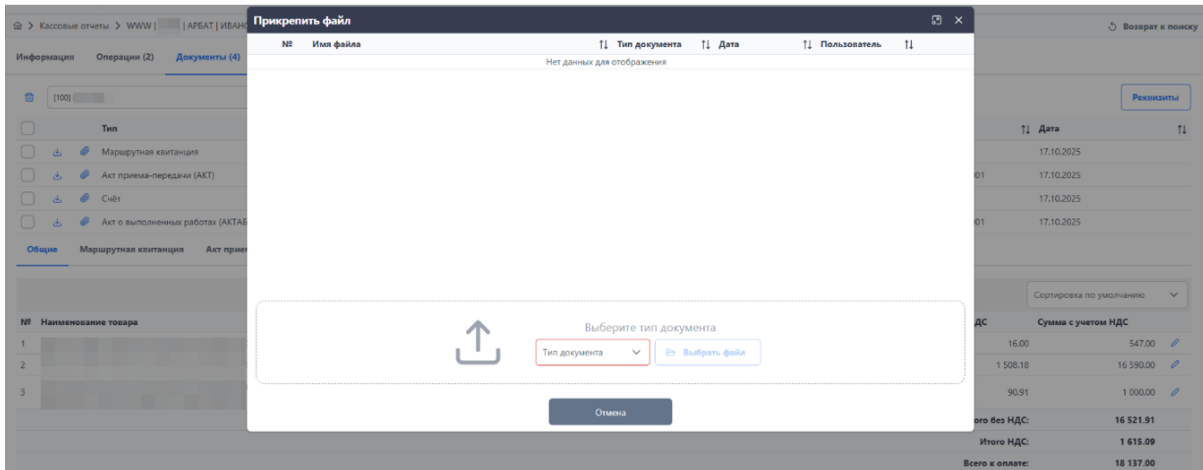 Кассовые отчеты > WWW | | АРБАТ | ИВАНО
Возврат к поиску
Прикрепить файл
№ Имя файла Тип документа Дата Пользователь
Нет данных для отображения
Информация Операции (2) Документы (4)
[100]
Реквизиты
Тип Дата
Маршрутная квитанция 17.10.2025
Акт приема-передачи (АКТ) 01 17.10.2025
Счёт 17.10.2025
Акт о выполненных работах (АКТАБ 01 17.10.2025
Общие Маршрутная квитанция Акт прием
Сортировка по умолчанию
№ Наименование товара ДС Сумма с учетом НДС
1 16.00 547.00
2 1 508.18 16 590.00
3 90.91 1 000.00
Выберите тип документа
Тип документа Выбрать файл
Отмена
ого без НДС: 16 521.91
Итого НДС: 1 615.09
Всего к оплате: 18 137.00